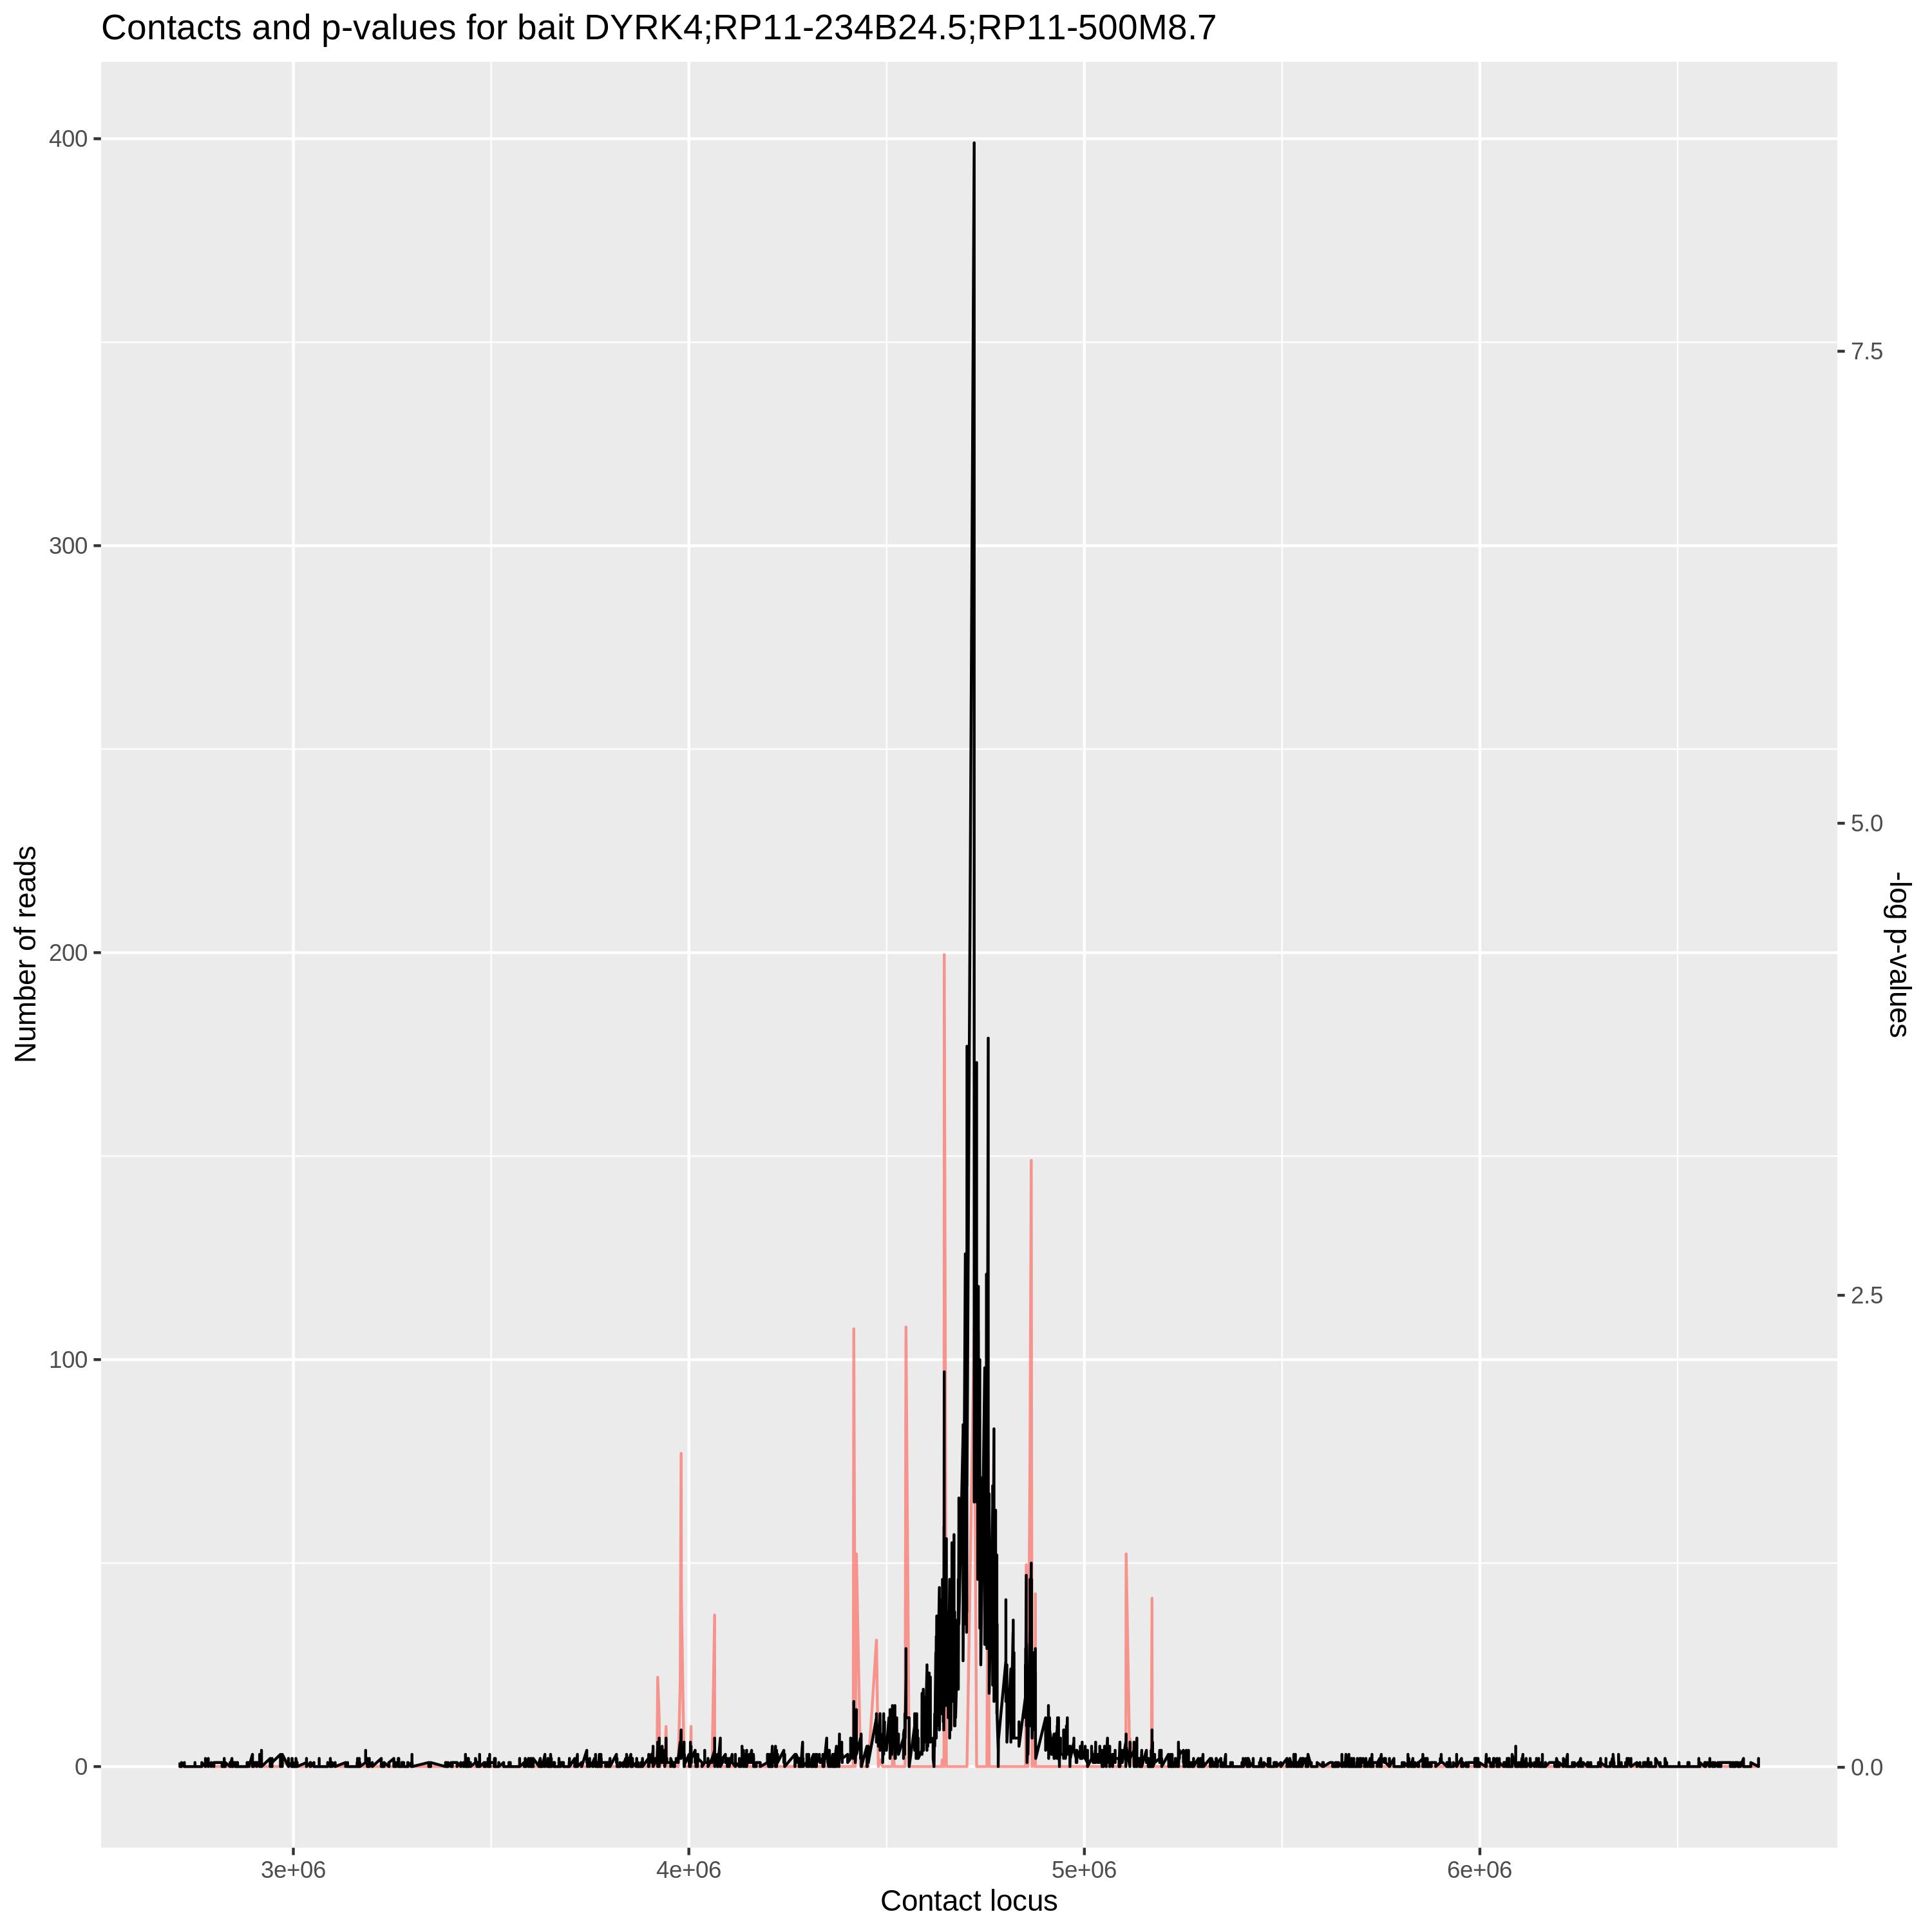 Contacts and p-values for bait DYRK4;RP11-234B24.5;RP11-500M8.7
400
300
200
100
0
Number of reads
7.5
5.0
2.5
0.0
-log p-values
3e+06
4e+06
5e+06
6e+06
Contact locus